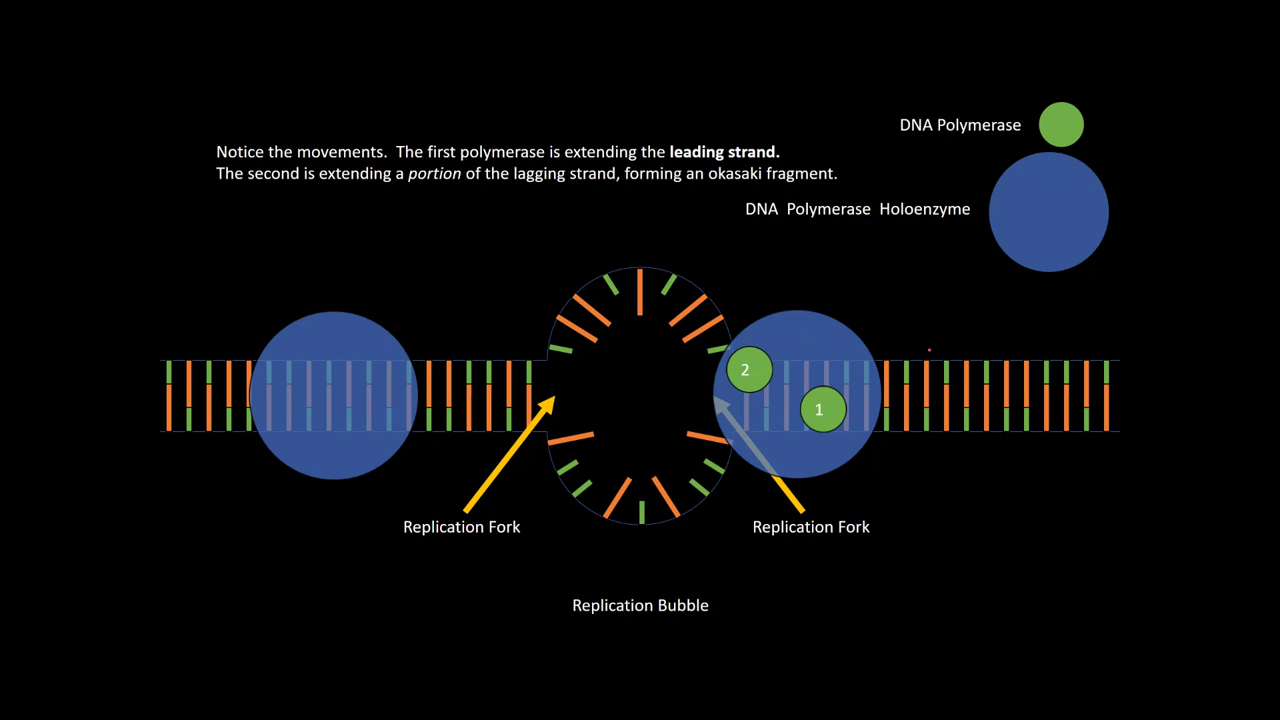 DNA Polymerase
Notice the movements. The first polymerase is extending the leading strand.
The second is extending a portion of the lagging strand, forming an okasaki fragment.
DNA Polymerase Holoenzyme
2
1
Replication Fork
Replication Fork
Replication Bubble